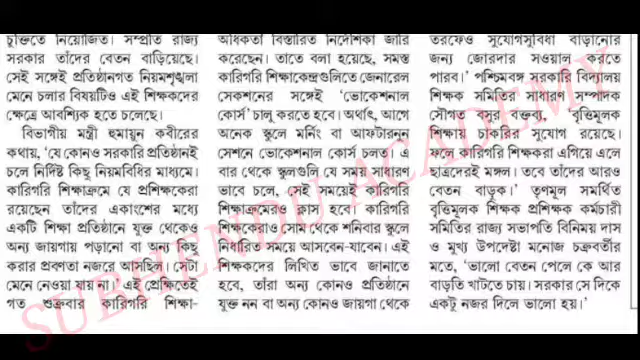 চুক্তিতে নিয়োজিত। সম্প্রতি রাজ্য
সরকার তাঁদের বেতন বাড়িয়েছে।
সেই সঙ্গেই প্রতিষ্ঠানগত নিয়মশৃঙ্খলা
মেনে চলার বিষয়টিও এই শিক্ষকদের
ক্ষেত্রে আবশ্যিক হতে চলেছে।
বিভাগীয় মন্ত্রী হুমায়ুন কবীরের
কথায়, ‘যে কোনও সরকারি প্রতিষ্ঠানই
চলে নির্দিষ্ট কিছু নিয়মবিধির মাধ্যমে।
কারিগরি শিক্ষাক্রমে যে প্রশিক্ষকেরা
রয়েছেন তাঁদের একাংশের মধ্যে
একটি শিক্ষা প্রতিষ্ঠানে যুক্ত থেকেও
অন্য জায়গায় পড়ানো বা অন্য কিছু
করার প্রবণতা নজরে আসছিল। সেটা
মেনে নেওয়া যায় না।’ এই প্রেক্ষিতেই
গত শুক্রবার কারিগরি শিক্ষা-
অধিকর্তা বিস্তারিত নির্দেশিকা জারি
করেছেন। তাতে বলা হয়েছে, সমস্ত
কারিগরি শিক্ষাকেন্দ্রগুলিতে জেনারেল
সেকশনের সঙ্গেই ‘ভোকেশনাল
কোর্স’ চালু করতে হবে। অর্থাৎ, আগে
অনেক স্কুলে মর্নিং বা আফটারনুন
সেশনে ভোকেশনাল কোর্স চলত। এ
বার থেকে স্কুলগুলি যে সময় সাধারণ
ভাবে চলে, সেই সময়েই কারিগরি
শিক্ষাক্রমেরও ক্লাস হবে। কারিগরি
শিক্ষকেরাও সোম থেকে শনিবার স্কুলে
নির্ধারিত সময়ে আসবেন-যাবেন। এই
শিক্ষকদের লিখিত ভাবে জানাতে
হবে, তাঁরা অন্য কোনও প্রতিষ্ঠানে
যুক্ত নন বা অন্য কোনও জায়গা থেকে
তরফেও সুযোগসুবিধা বাড়ানোর
জন্য জোরদার সওয়াল করতে
পারব।’ পশ্চিমবঙ্গ সরকারি বিদ্যালয়
শিক্ষক সমিতির সাধারণ সম্পাদক
সৌগত বসুর বক্তব্য, ‘বৃত্তিমূলক
শিক্ষায় চাকরির সুযোগ রয়েছে।
ফলে কারিগরি শিক্ষকরা এগিয়ে এলে
ছাত্রদেরই মঙ্গল। তবে তাঁদের আরও
বেতন বাড়ুক।’ তৃণমূল সমর্থিত
বৃত্তিমূলক শিক্ষক প্রশিক্ষক কর্মচারী
সমিতির রাজ্য সভাপতি বিনিময় দাস
ও মুখ্য উপদেষ্টা মনোজ চক্রবর্তীর
মতে, ‘ভালো বেতন পেলে কে আর
বাড়তি খাটতে চায়। সরকার সে দিকে
একটু নজর দিলে ভালো হয়।’
SUBHENDU ACADEMY